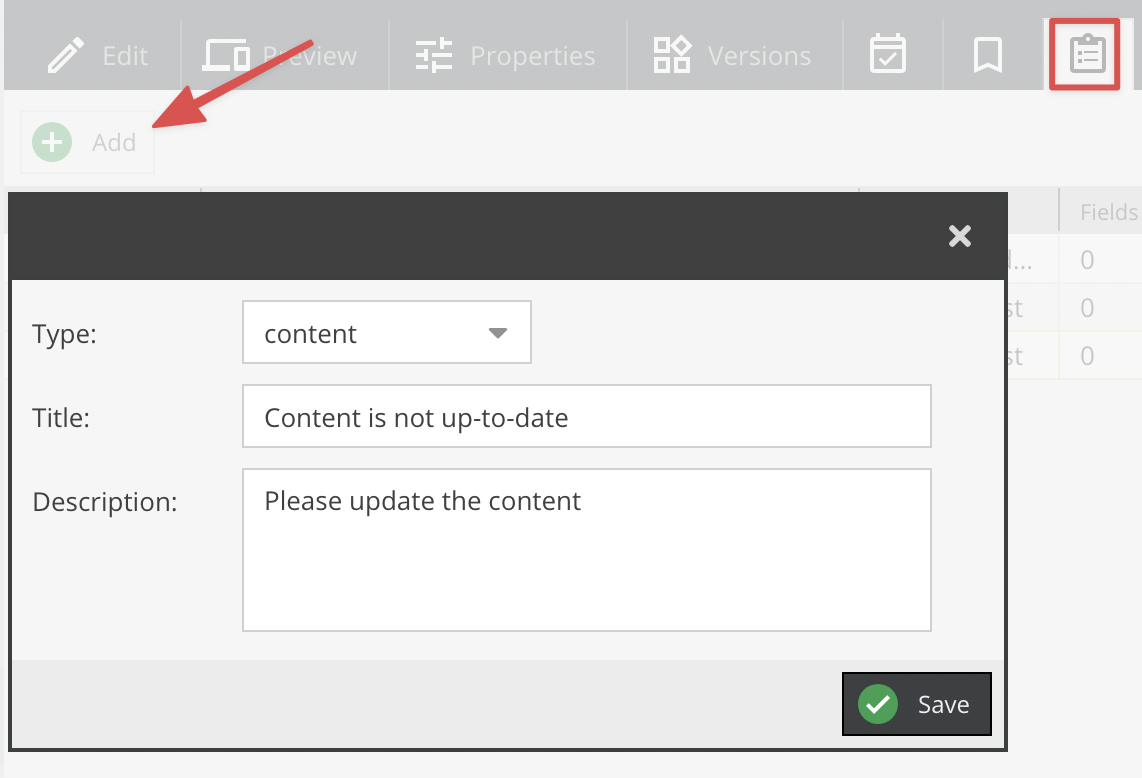 Edit Preview Properties Versions
Add
Fields
d... 0
st 0
st 0
Type: content
Title: Content is not up-to-date
Description: Please update the content
Save